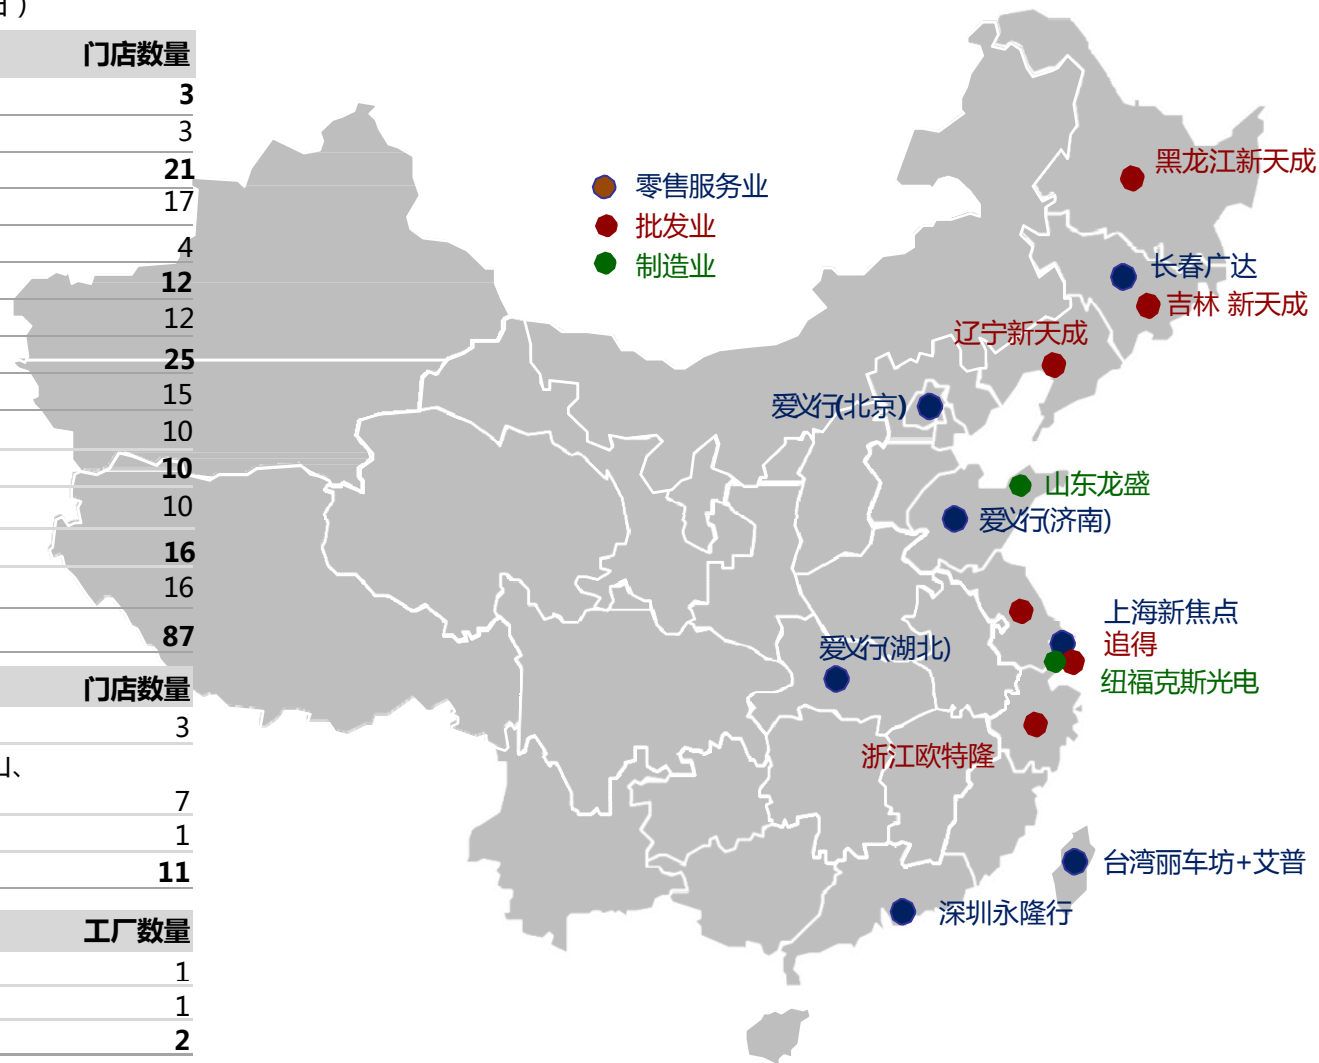 门店数量
3
3
21
17
4
12
12
25
15
10
10
10
16
16
87
门店数量
3
山、
7
1
11
工厂数量
1
1
2
零售服务业
批发业
制造业
黑龙江新天成
长春广达
吉林 新天成
辽宁新天成
爱义行(北京)
山东龙盛
爱义行(济南)
上海新焦点
追得
纽福克斯光电
爱义行(湖北)
浙江欧特隆
台湾丽车坊+艾普
深圳永隆行